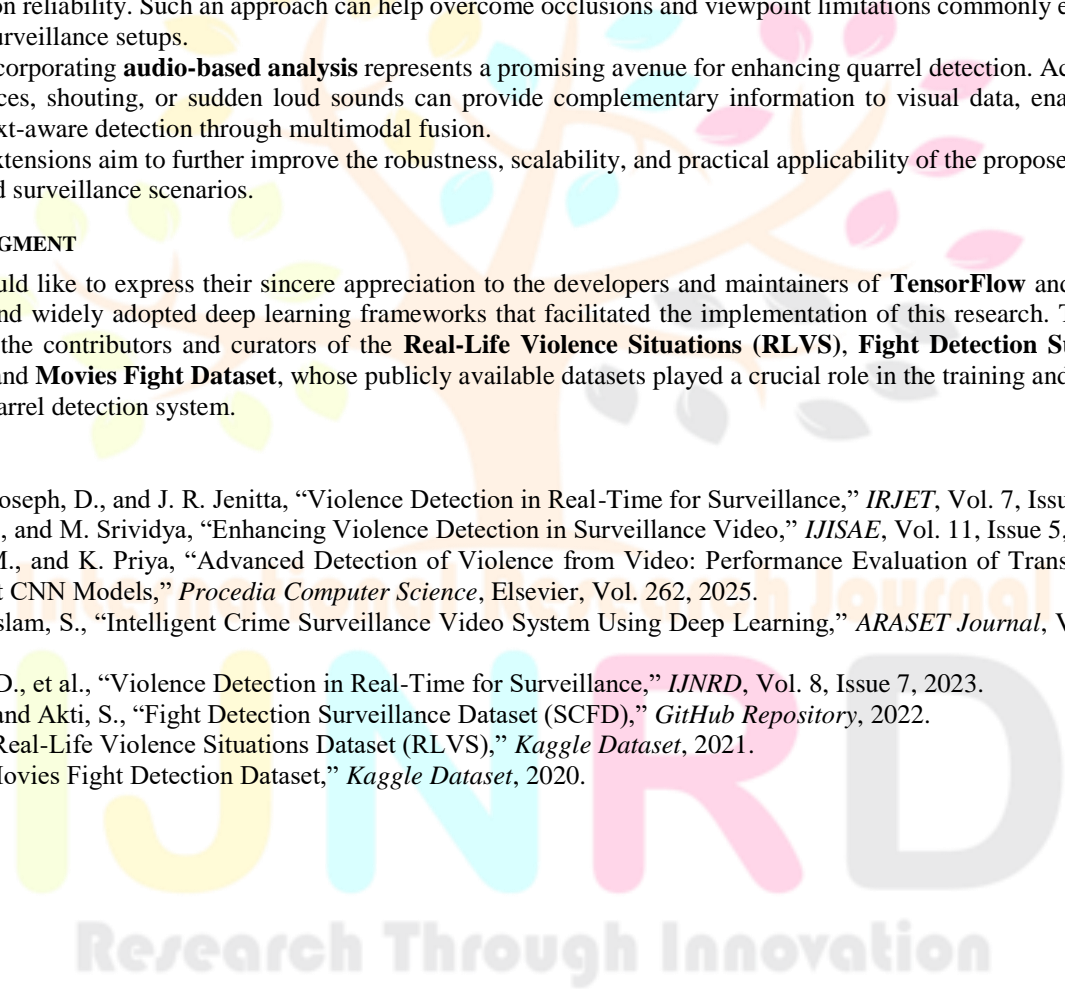 on reliability. Such an approach can help overcome occlusions and viewpoint limitations commonly e
urveillance setups.
corporating audio-based analysis represents a promising avenue for enhancing quarrel detection. Ac
ces, shouting, or sudden loud sounds can provide complementary information to visual data, ena
xt-aware detection through multimodal fusion.
xtensions aim to further improve the robustness, scalability, and practical applicability of the propose
d surveillance scenarios.
GMENT
uld like to express their sincere appreciation to the developers and maintainers of TensorFlow and
nd widely adopted deep learning frameworks that facilitated the implementation of this research. T
the contributors and curators of the Real-Life Violence Situations (RLVS), Fight Detection Su
and Movies Fight Dataset, whose publicly available datasets played a crucial role in the training and
arrel detection system.
oseph, D., and J. R. Jenitta, “Violence Detection in Real-Time for Surveillance,” IRJET, Vol. 7, Issu
., and M. Srividya, “Enhancing Violence Detection in Surveillance Video,” IJISAE, Vol. 11, Issue 5,
M., and K. Priya, “Advanced Detection of Violence from Video: Performance Evaluation of Trans
t CNN Models,” Procedia Computer Science, Elsevier, Vol. 262, 2025.
slam, S., “Intelligent Crime Surveillance Video System Using Deep Learning,” ARASET Journal, V
D., et al., “Violence Detection in Real-Time for Surveillance,” IJNRD, Vol. 8, Issue 7, 2023.
and Akti, S., “Fight Detection Surveillance Dataset (SCFD),” GitHub Repository, 2022.
Real-Life Violence Situations Dataset (RLVS),” Kaggle Dataset, 2021.
Movies Fight Detection Dataset,” Kaggle Dataset, 2020.
International Research Journal
IJNRD
Research Through Innovation